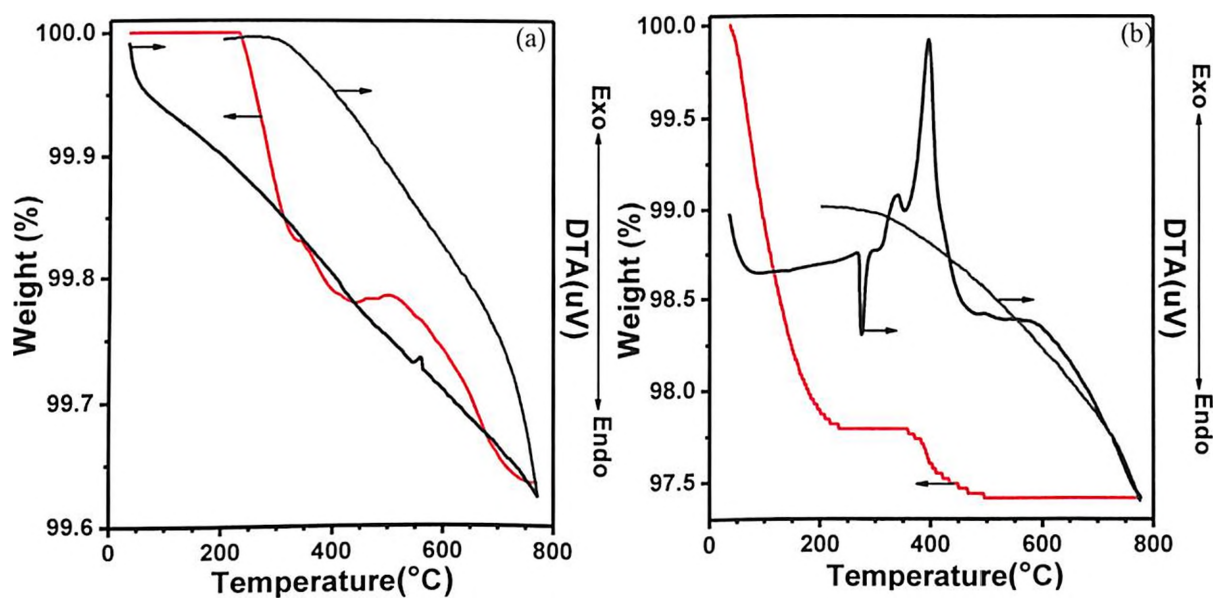 (a)
100.0
99.9
99.8
99.7
99.6
Weight (%)
0
200
400
600
800
Temperature(°C)
Exo
DTA(uV)
Endo
(b)
100.0
99.5
99.0
98.5
98.0
97.5
Weight (%)
0
200
400
600
800
Temperature(°C)
Exo
DTA(uV)
Endo